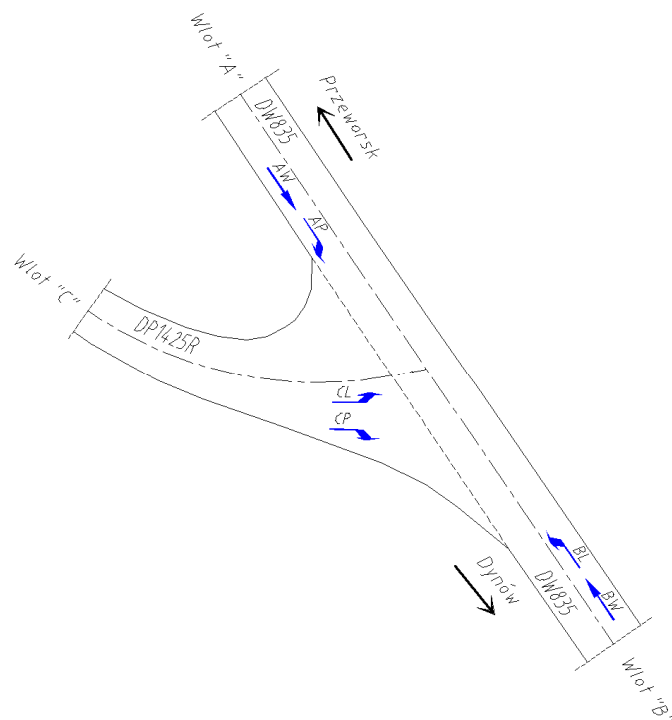 Wlot "A"
DW835
Przeworsk
AW
AP
Wlot "C"
DP1425R
CL
CP
BL
BW
Dynów
DW835
Wlot "B